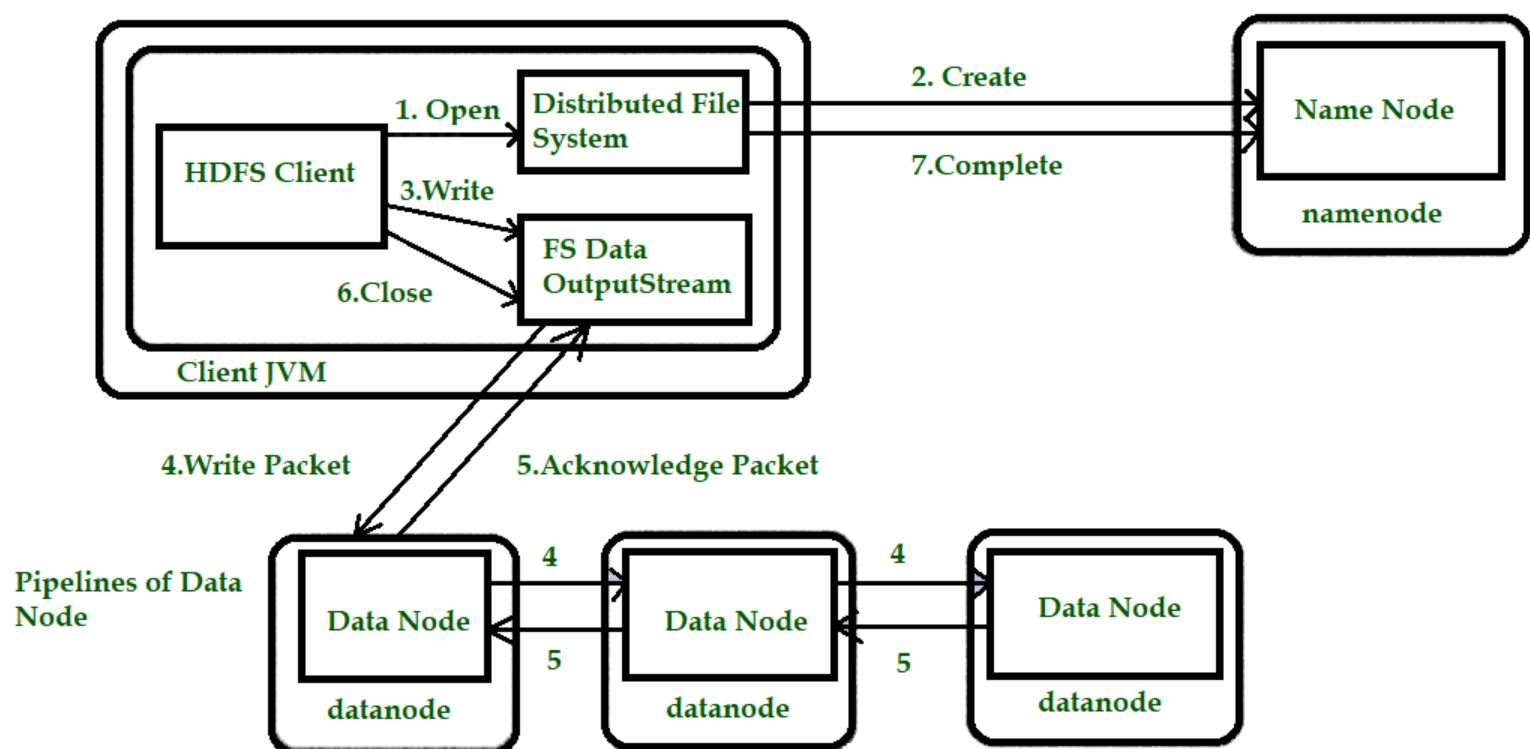 1. Open
Distributed File
System
2. Create
Name Node
HDFS Client
3.Write
7.Complete
namenode
FS Data
OutputStream
6.Close
Client JVM
4.Write Packet
5.Acknowledge Packet
Pipelines of Data
Node
4
4
Data Node
Data Node
Data Node
5
5
datanode
datanode
datanode